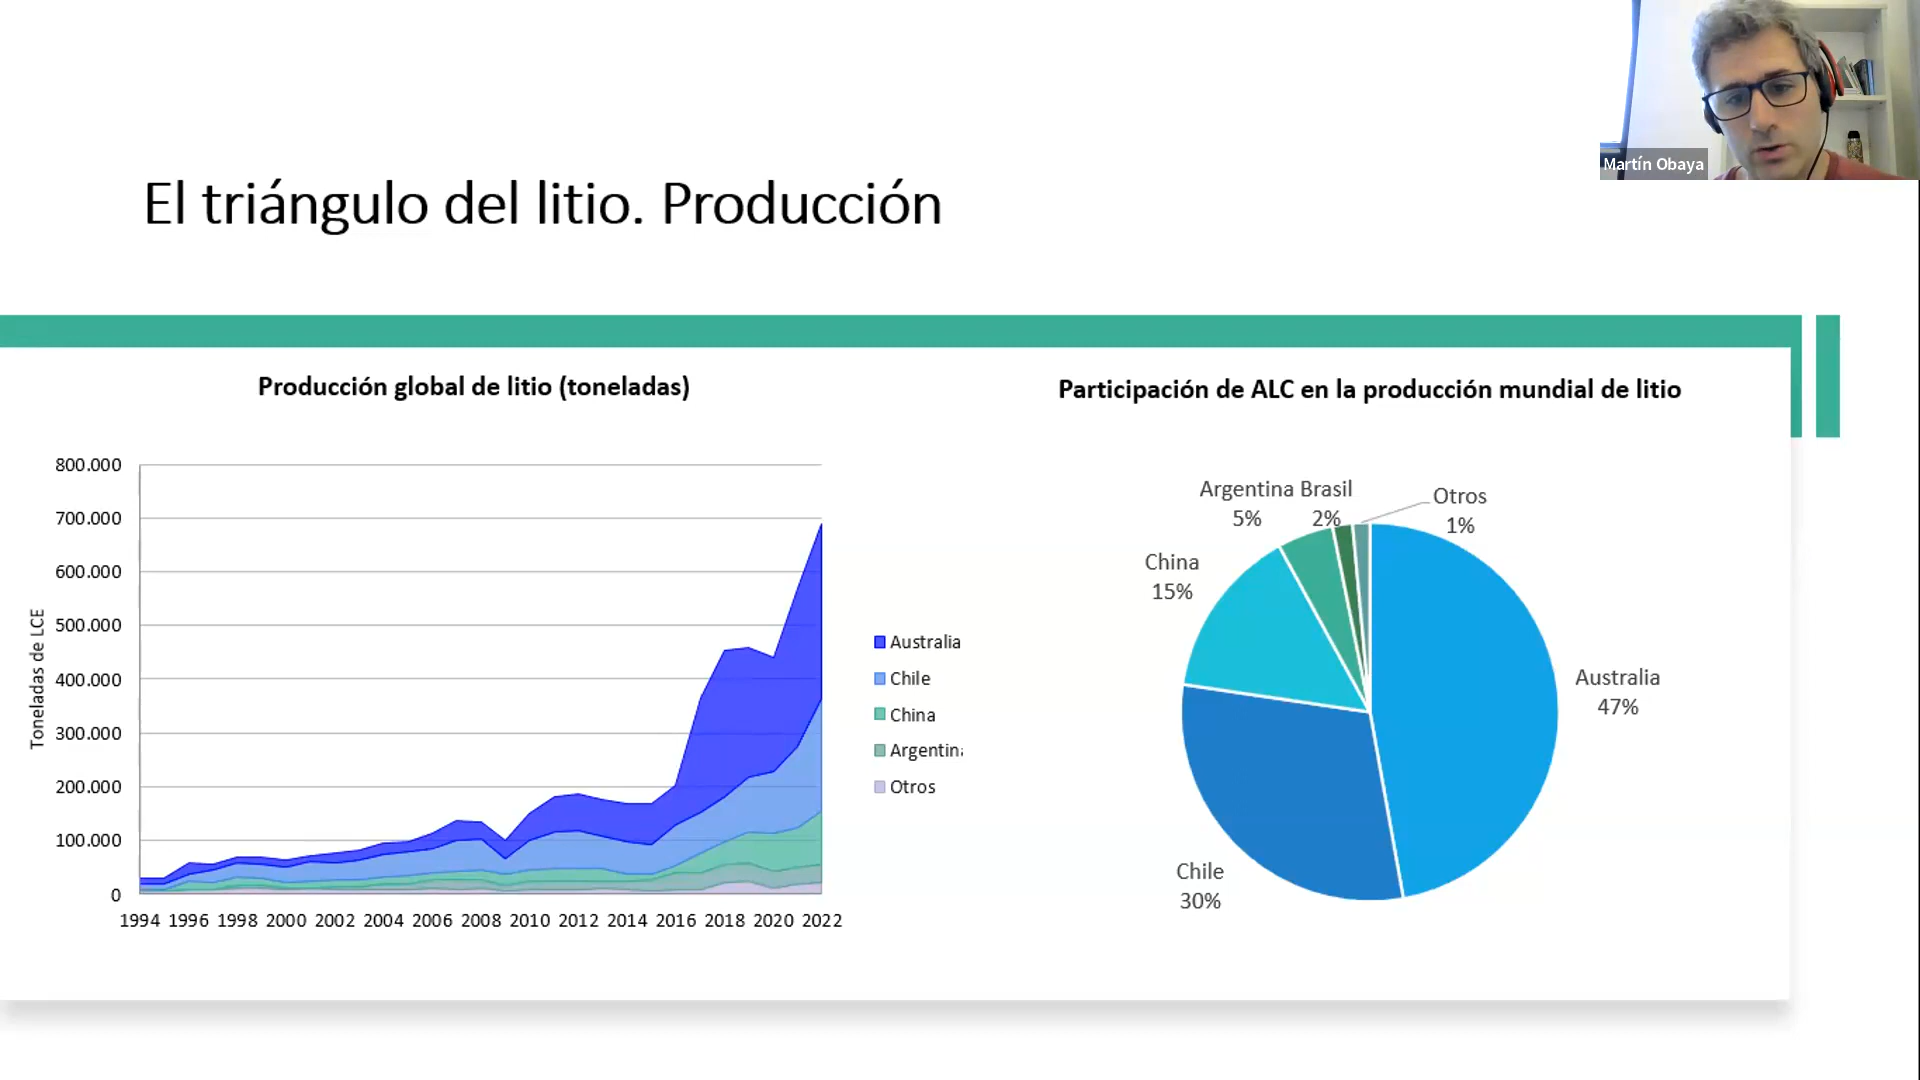 Martín Obaya
El triángulo del litio. Producción
Producción global de litio (toneladas)
Toneladas de LCE
800.000
700.000
600.000
500.000
400.000
300.000
200.000
100.000
0
1994 1996 1998 2000 2002 2004 2006 2008 2010 2012 2014 2016 2018 2020 2022
Australia
Chile
China
Argentina
Otros
Participación de ALC en la producción mundial de litio
Argentina Brasil
5% 2%
Otros
1%
China
15%
Australia
47%
Chile
30%